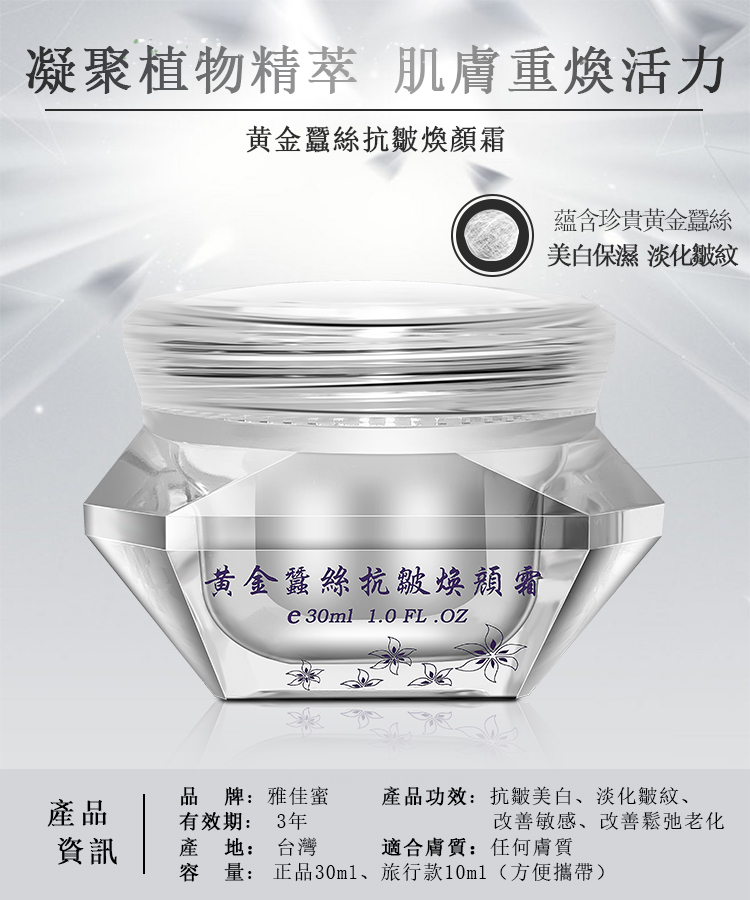 凝聚植物精萃 肌膚重煥活力
黃金蠶絲抗皺煥顏霜
蘊含珍貴黃金蠶絲
美白保濕 淡化皺紋
黃金蠶絲抗皺煥顏霜
e 30ml 1.0 FL .OZ
產品
資訊
品 牌：雅佳蜜
有效期： 3年
產 地： 台灣
容 量： 正品30ml、旅行款10ml（方便攜帶）
產品功效：抗皺美白、淡化皺紋、
改善敏感、改善鬆弛老化
適合膚質：任何膚質